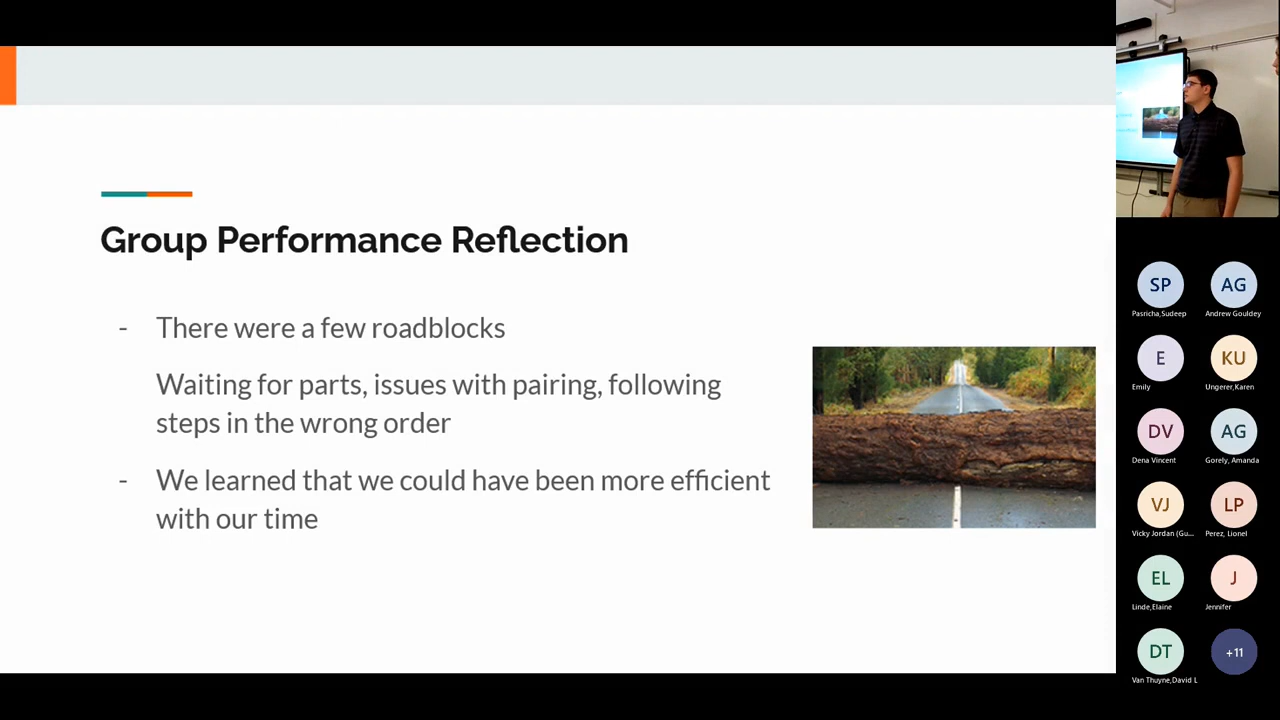 Group Performance Reflection
- There were a few roadblocks
Waiting for parts, issues with pairing, following
steps in the wrong order
- We learned that we could have been more efficient
with our time
SP
AG
Pasricha,Sudeep
Andrew Gouldey
E
KU
Emily
Ungerer,Karen
DV
AG
Dena Vincent
Gorely, Amanda
VJ
LP
Vicky Jordan (Gu...
Perez, Lionel
EL
J
Linde,Elaine
Jennifer
DT
+11
Van Thuyne,David L